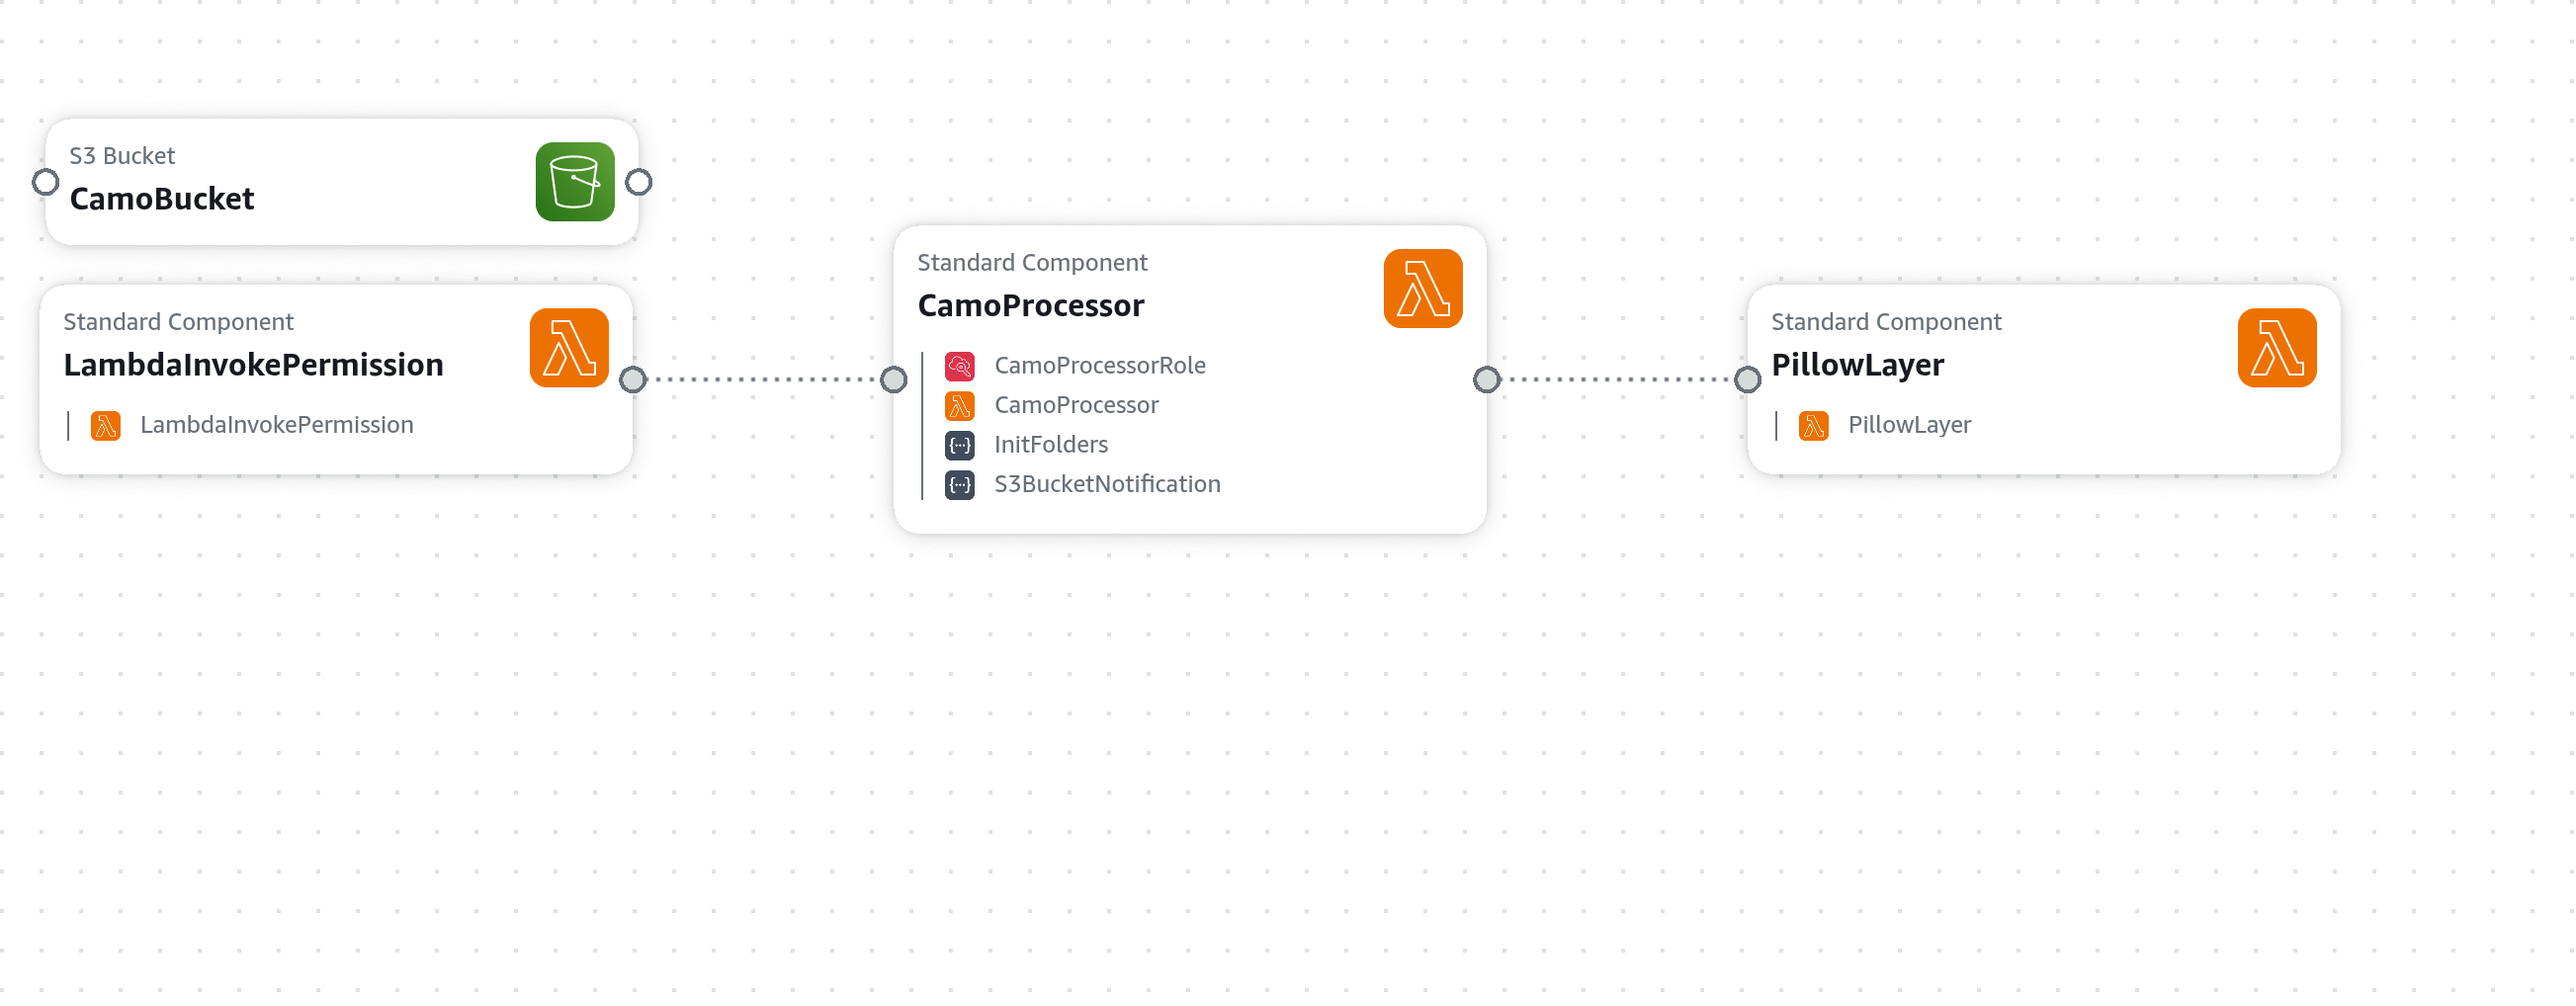 S3 Bucket
CamoBucket
Standard Component
LambdaInvokePermission
LambdaInvokePermission
Standard Component
CamoProcessor
CamoProcessorRole
CamoProcessor
InitFolders
S3BucketNotification
Standard Component
PillowLayer
PillowLayer